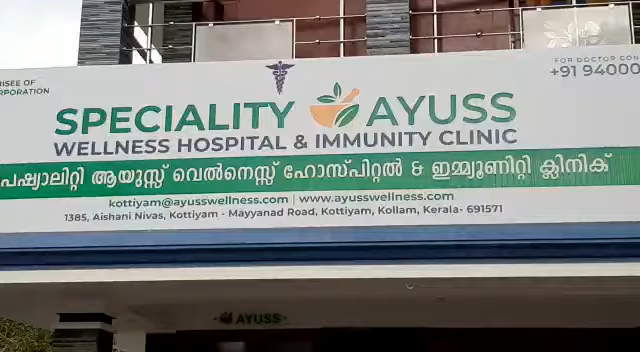 ISEE OF
RPORATION
FOR DOCTOR CON
+91 94000
SPECIALITY AYUSS
WELLNESS HOSPITAL & IMMUNITY CLINIC
പഷ്യാലിറ്റി ആയുസ്സ് വെൽനെസ്സ് ഹോസ്പിറ്റൽ & ഇമ്മ്യൂണിറ്റി ക്ലിനിക്
kottiyam@ayusswellness.com | www.ayusswellness.com
1385, Aishani Nivas, Kottiyam - Mayyanad Road, Kottiyam, Kollam, Kerala- 691571
AYUSS